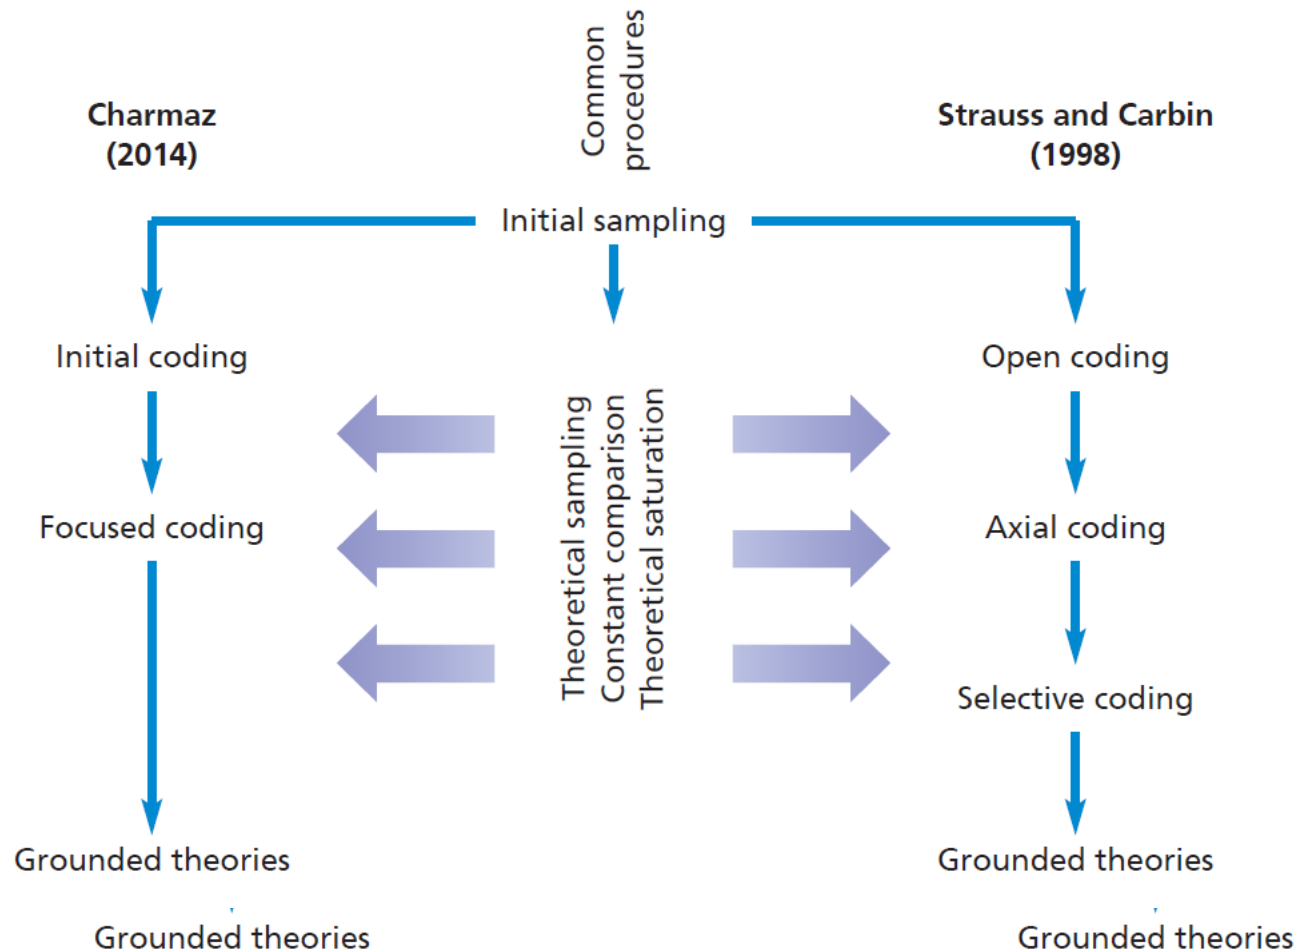 Common
procedures
Charmaz
(2014)
Strauss and Carbin
(1998)
Initial sampling
Initial coding
Open coding
Theoretical sampling
Constant comparison
Theoretical saturation
Focused coding
Axial coding
Selective coding
Grounded theories
Grounded theories
Grounded theories
Grounded theories